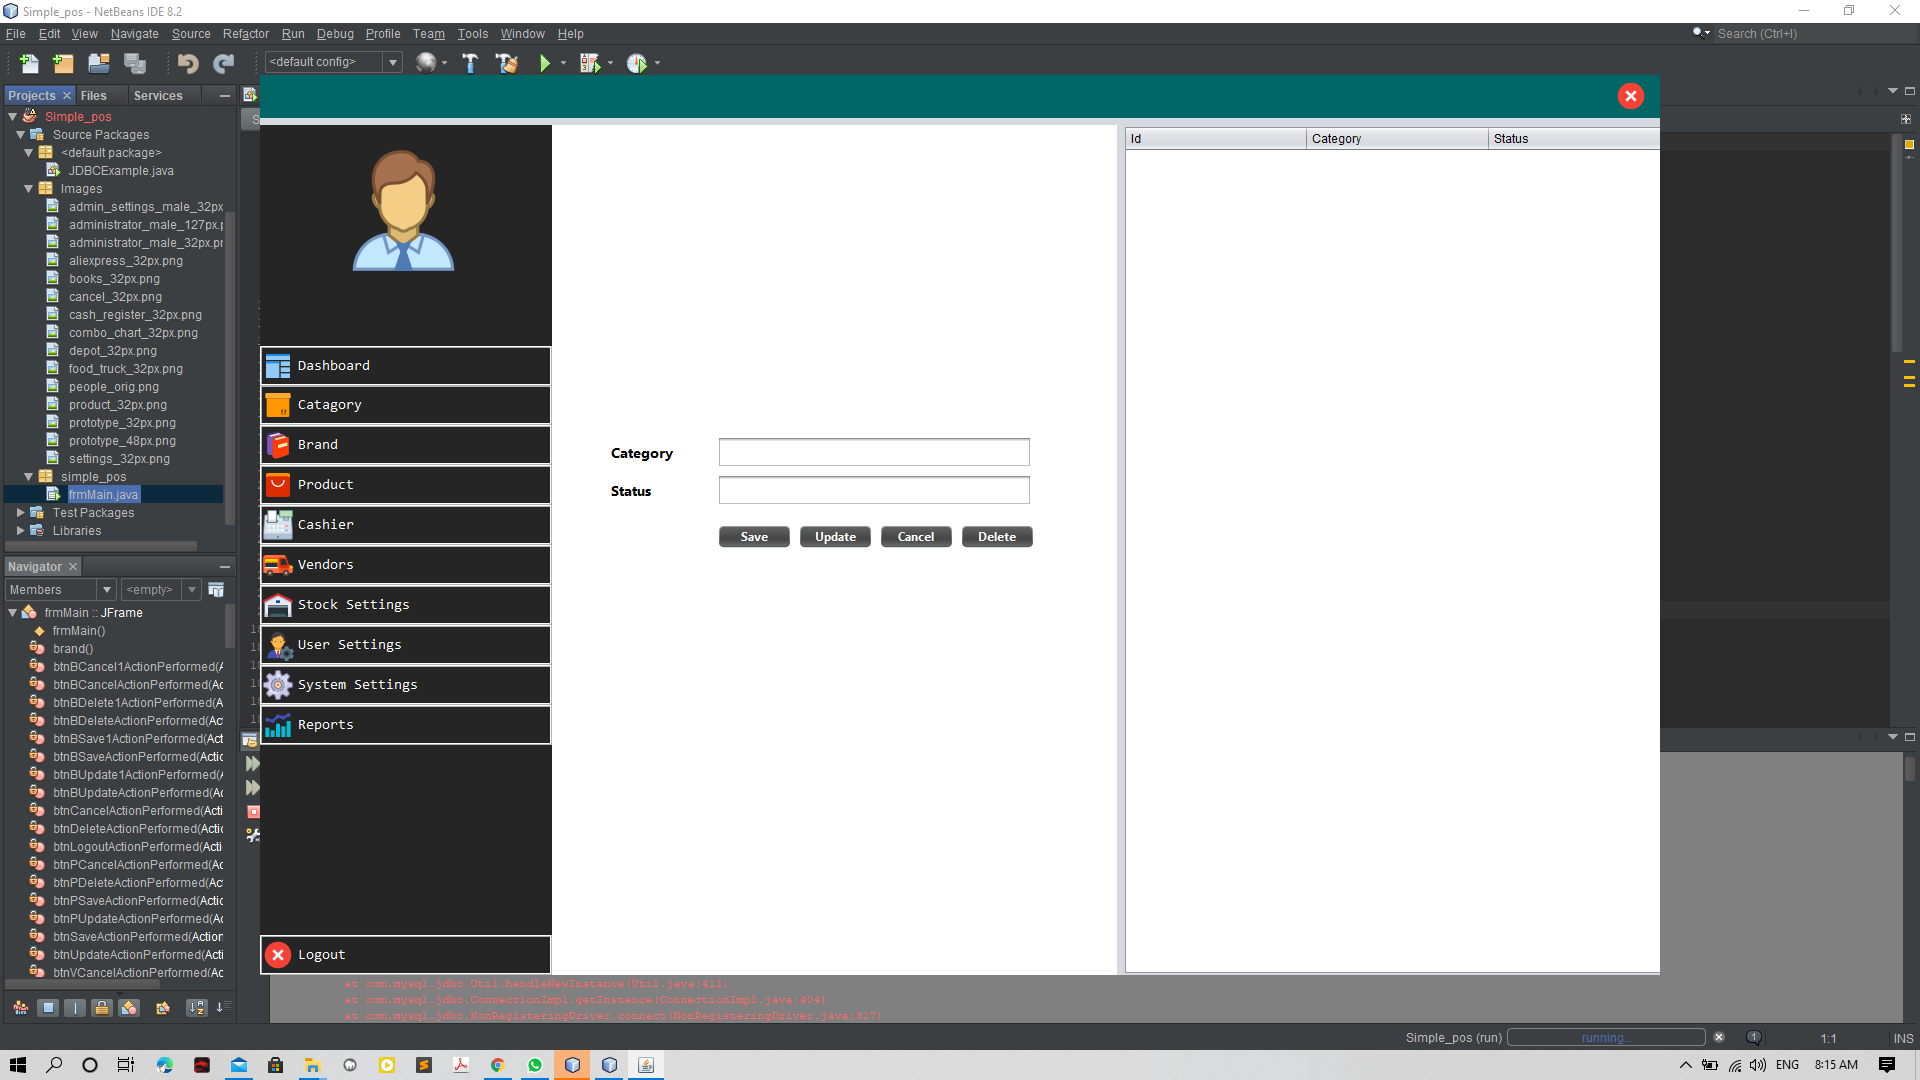 Simple_pos - NetBeans IDE 8.2
File Edit View Navigate Source Refactor Run Debug Profile Team Tools Window Help
Search (Ctrl+I)
<default config>
Projects Files Services
Simple_pos
Source Packages
<default package>
JDBCExample.java
Images
admin_settings_male_32px
administrator_male_127px.p
administrator_male_32px.pr
aliexpress_32px.png
books_32px.png
cancel_32px.png
cash_register_32px.png
combo_chart_32px.png
depot_32px.png
food_truck_32px.png
people_orig.png
product_32px.png
prototype_32px.png
prototype_48px.png
settings_32px.png
simple_pos
frmMain.java
Test Packages
Libraries
Navigator
Members <empty>
frmMain :: JFrame
frmMain()
brand()
btnBCancel1ActionPerformed(A
btnBCancelActionPerformed(Ac
btnBDelete1ActionPerformed(A
btnBDeleteActionPerformed(Act
btnBSave1ActionPerformed(Act
btnBSaveActionPerformed(Actio
btnBUpdate1ActionPerformed(A
btnBUpdateActionPerformed(Ac
btnCancelActionPerformed(Acti
btnDeleteActionPerformed(Actic
btnLogoutActionPerformed(Acti
btnPCancelActionPerformed(Ac
btnPDeleteActionPerformed(Act
btnPSaveActionPerformed(Actio
btnPUpdateActionPerformed(Ac
btnSaveActionPerformed(Action
btnUpdateActionPerformed(Acti
btnVCancelActionPerformed(Ac
Dashboard
Catagory
Brand
Product
Cashier
Vendors
Stock Settings
User Settings
System Settings
Reports
Logout
Category
Status
Save Update Cancel Delete
Id Category Status
at com.mysql.jdbc.Util.handleNewInstance(Util.java:411)
at com.mysql.jdbc.ConnectionImpl.getInstance(ConnectionImpl.java:404)
at com.mysql.jdbc.NonRegisteringDriver.connect(NonRegisteringDriver.java:317)
Simple_pos (run) running... 1:1 INS
ENG 8:15 AM